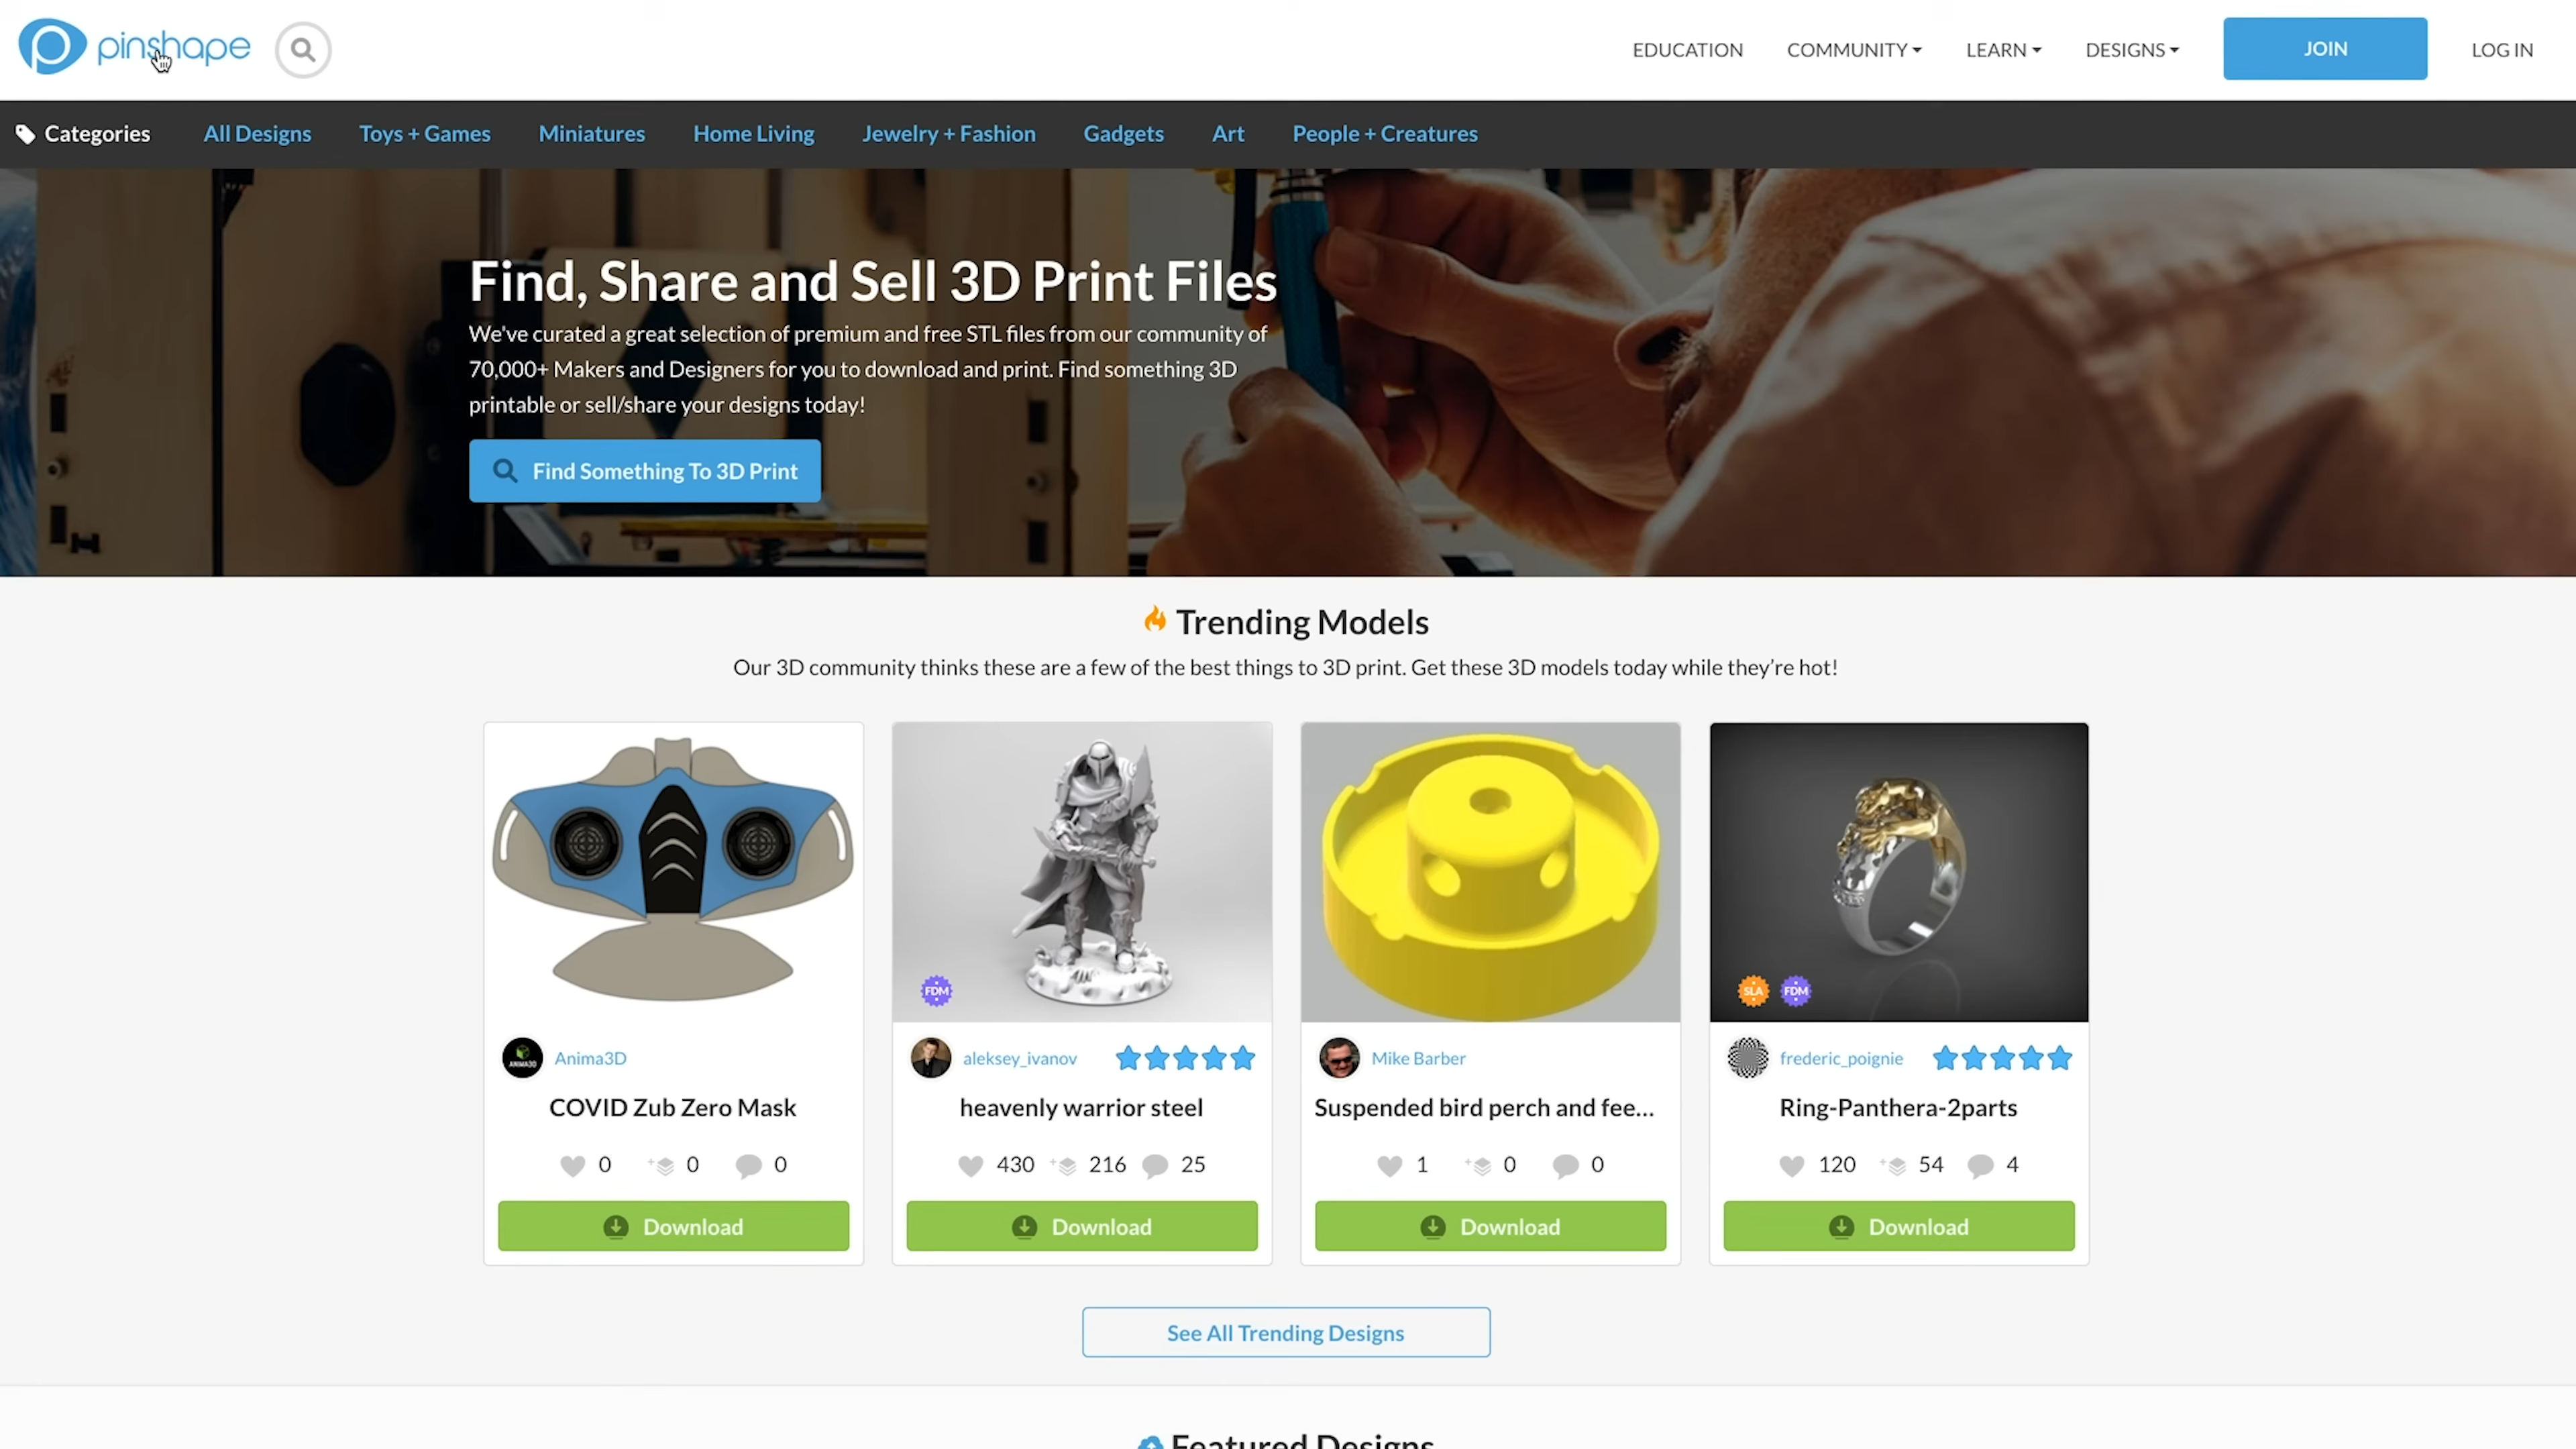 pinshape
EDUCATION
COMMUNITY
LEARN
DESIGNS
JOIN
LOG IN
Categories
All Designs
Toys + Games
Miniatures
Home Living
Jewelry + Fashion
Gadgets
Art
People + Creatures
Find, Share and Sell 3D Print Files
We've curated a great selection of premium and free STL files from our community of
70,000+ Makers and Designers for you to download and print. Find something 3D
printable or sell/share your designs today!
Find Something To 3D Print
Trending Models
Our 3D community thinks these are a few of the best things to 3D print. Get these 3D models today while they’re hot!
FDM
SLA
FDM
ANIMA3D
Anima3D
aleksey_ivanov
Mike Barber
frederic_poignie
COVID Zub Zero Mask
heavenly warrior steel
Suspended bird perch and fee...
Ring-Panthera-2parts
0 0 0
430 216 25
1 0 0
120 54 4
Download
Download
Download
Download
See All Trending Designs
Featured Designs